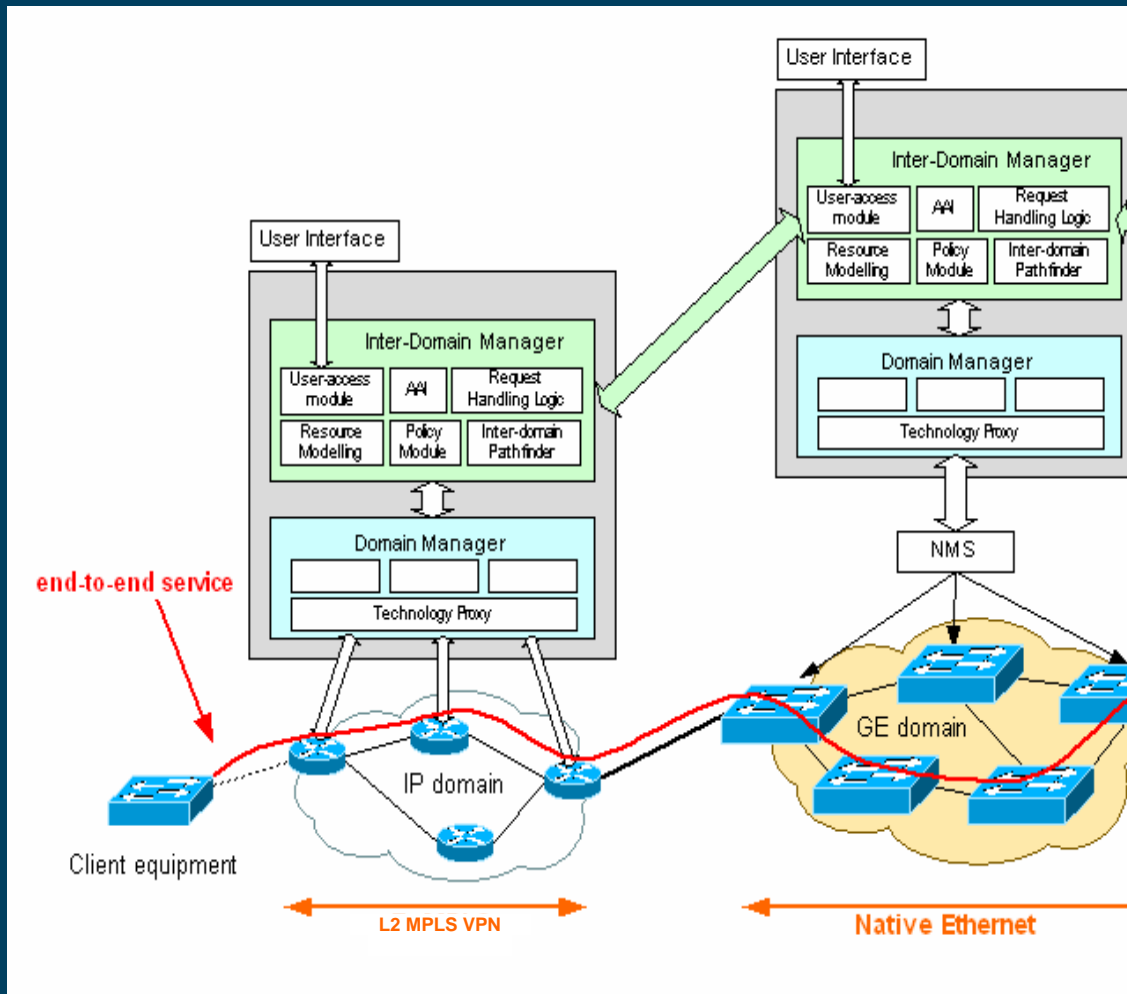 User Interface
Inter-Domain Manager
User-access
module
AAI
Request
Handling Logic
Resource
Modelling
Policy
Module
Inter-domain
Pathfinder
Domain Manager
Technology Proxy
NMS
GE domain
Native Ethernet
User Interface
Inter-Domain Manager
User-access
module
AAI
Request
Handling Logic
Resource
Modelling
Policy
Module
Inter-domain
Pathfinder
Domain Manager
Technology Proxy
end-to-end service
IP domain
Client equipment
L2 MPLS VPN